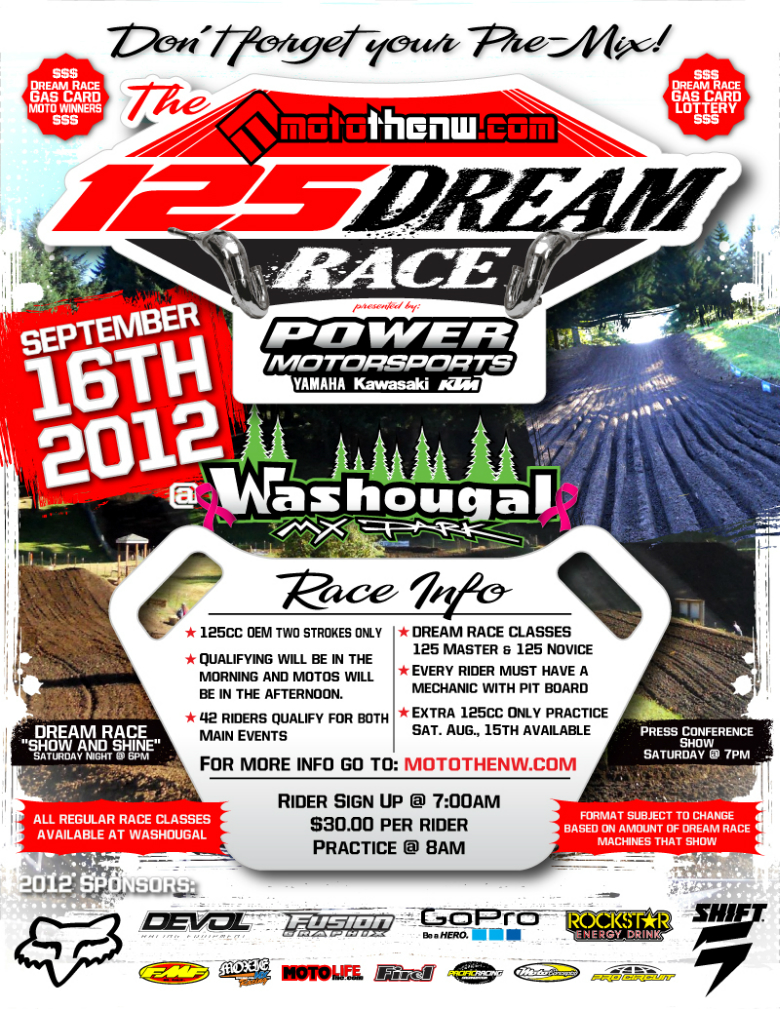 Don't forget your Pre-Mix!
$$$
DREAM RACE
GAS CARD
MOTO WINNERS
$$$
$$$
DREAM RACE
GAS CARD
LOTTERY
$$$
The
motothenw.com
125 DREAM
RACE
presented by:
POWER
MOTORSPORTS
YAMAHA Kawasaki KTM
SEPTEMBER
16TH
2012
@ Washougal
MX PARK
Race Info
125CC OEM TWO STROKES ONLY
QUALIFYING WILL BE IN THE
MORNING AND MOTOS WILL
BE IN THE AFTERNOON.
42 RIDERS QUALIFY FOR BOTH
MAIN EVENTS
DREAM RACE CLASSES
125 MASTER & 125 NOVICE
EVERY RIDER MUST HAVE A
MECHANIC WITH PIT BOARD
EXTRA 125CC ONLY PRACTICE
SAT. AUG., 15TH AVAILABLE
FOR MORE INFO GO TO: MOTOTHENW.COM
DREAM RACE
"SHOW AND SHINE"
SATURDAY NIGHT @ 6PM
PRESS CONFERENCE
SHOW
SATURDAY @ 7PM
RIDER SIGN UP @ 7:00AM
$30.00 PER RIDER
PRACTICE @ 8AM
ALL REGULAR RACE CLASSES
AVAILABLE AT WASHOUGAL
FORMAT SUBJECT TO CHANGE
BASED ON AMOUNT OF DREAM RACE
MACHINES THAT SHOW
2012 SPONSORS:
DEVOL
RACING EQUIPMENT
Fusion
GRAPHIX
GoPro
Be a HERO.
ROCKSTAR
ENERGY DRINK
SHIFT
FMF
MOXIE
MOTOLIFE
PACIFIC RACING
PRO CIRCUIT